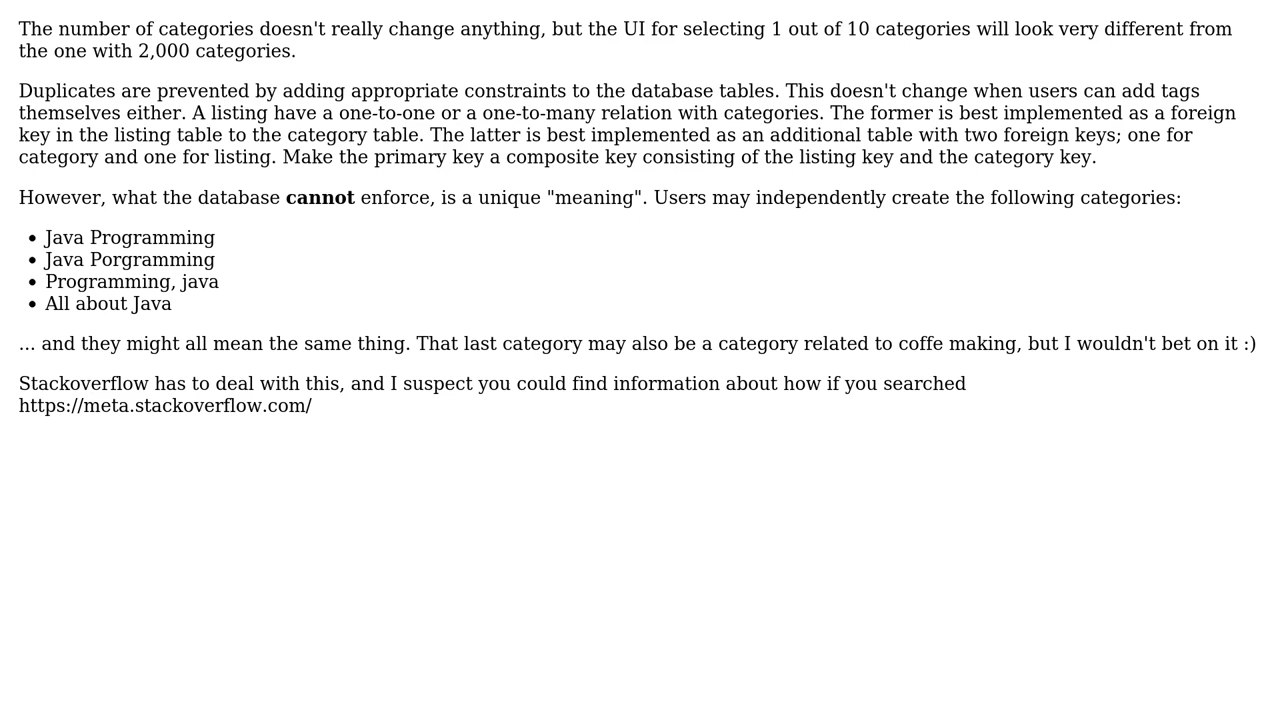 The number of categories doesn't really change anything, but the UI for selecting 1 out of 10 categories will look very different from
the one with 2,000 categories.
Duplicates are prevented by adding appropriate constraints to the database tables. This doesn't change when users can add tags
themselves either. A listing have a one-to-one or a one-to-many relation with categories. The former is best implemented as a foreign
key in the listing table to the category table. The latter is best implemented as an additional table with two foreign keys; one for
category and one for listing. Make the primary key a composite key consisting of the listing key and the category key.
However, what the database cannot enforce, is a unique "meaning". Users may independently create the following categories:
• Java Programming
• Java Porgramming
• Programming, java
• All about Java
... and they might all mean the same thing. That last category may also be a category related to coffe making, but I wouldn't bet on it :)
Stackoverflow has to deal with this, and I suspect you could find information about how if you searched
https://meta.stackoverflow.com/